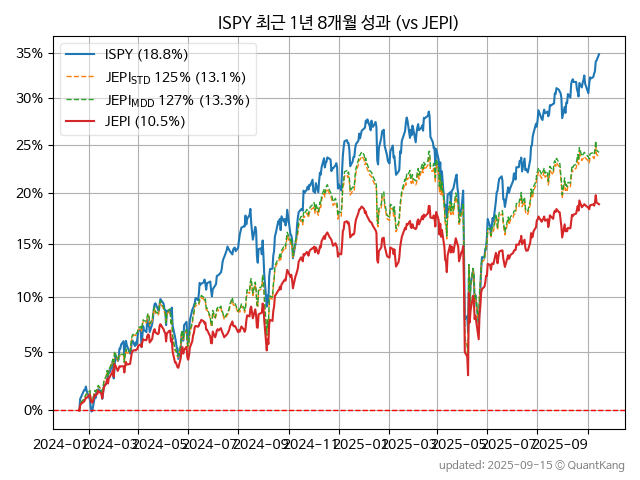 ISPY 최근 1년 8개월 성과 (vs JEPI)
ISPY (18.8%)
JEPI_STD 125% (13.1%)
JEPI_MDD 127% (13.3%)
JEPI (10.5%)
35%
30%
25%
20%
15%
10%
5%
0%
2024-01 2024-03 2024-05 2024-07 2024-09 2024-11 2025-01 2025-03 2025-05 2025-07 2025-09
updated: 2025-09-15 © QuantKang